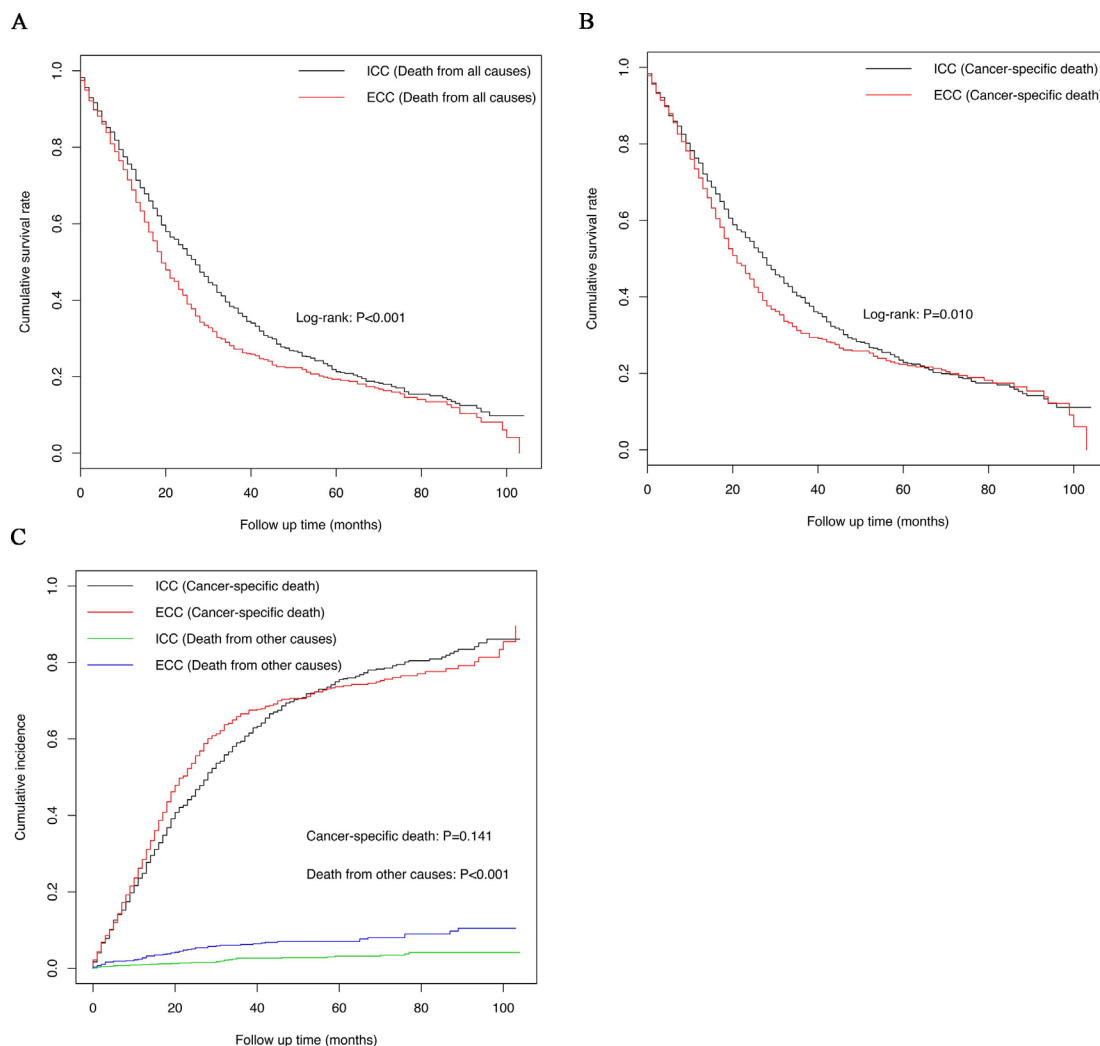 A
ICC (Death from all causes)
ECC (Death from all causes)
Log-rank: P<0.001
Cumulative survival rate
0.0 0.2 0.4 0.6 0.8 1.0
0 20 40 60 80 100
Follow up time (months)
B
ICC (Cancer-specific death)
ECC (Cancer-specific death)
Log-rank: P=0.010
Cumulative survival rate
0.0 0.2 0.4 0.6 0.8 1.0
0 20 40 60 80 100
Follow up time (months)
C
ICC (Cancer-specific death)
ECC (Cancer-specific death)
ICC (Death from other causes)
ECC (Death from other causes)
Cancer-specific death: P=0.141
Death from other causes: P<0.001
Cumulative incidence
0.0 0.2 0.4 0.6 0.8 1.0
0 20 40 60 80 100
Follow up time (months)